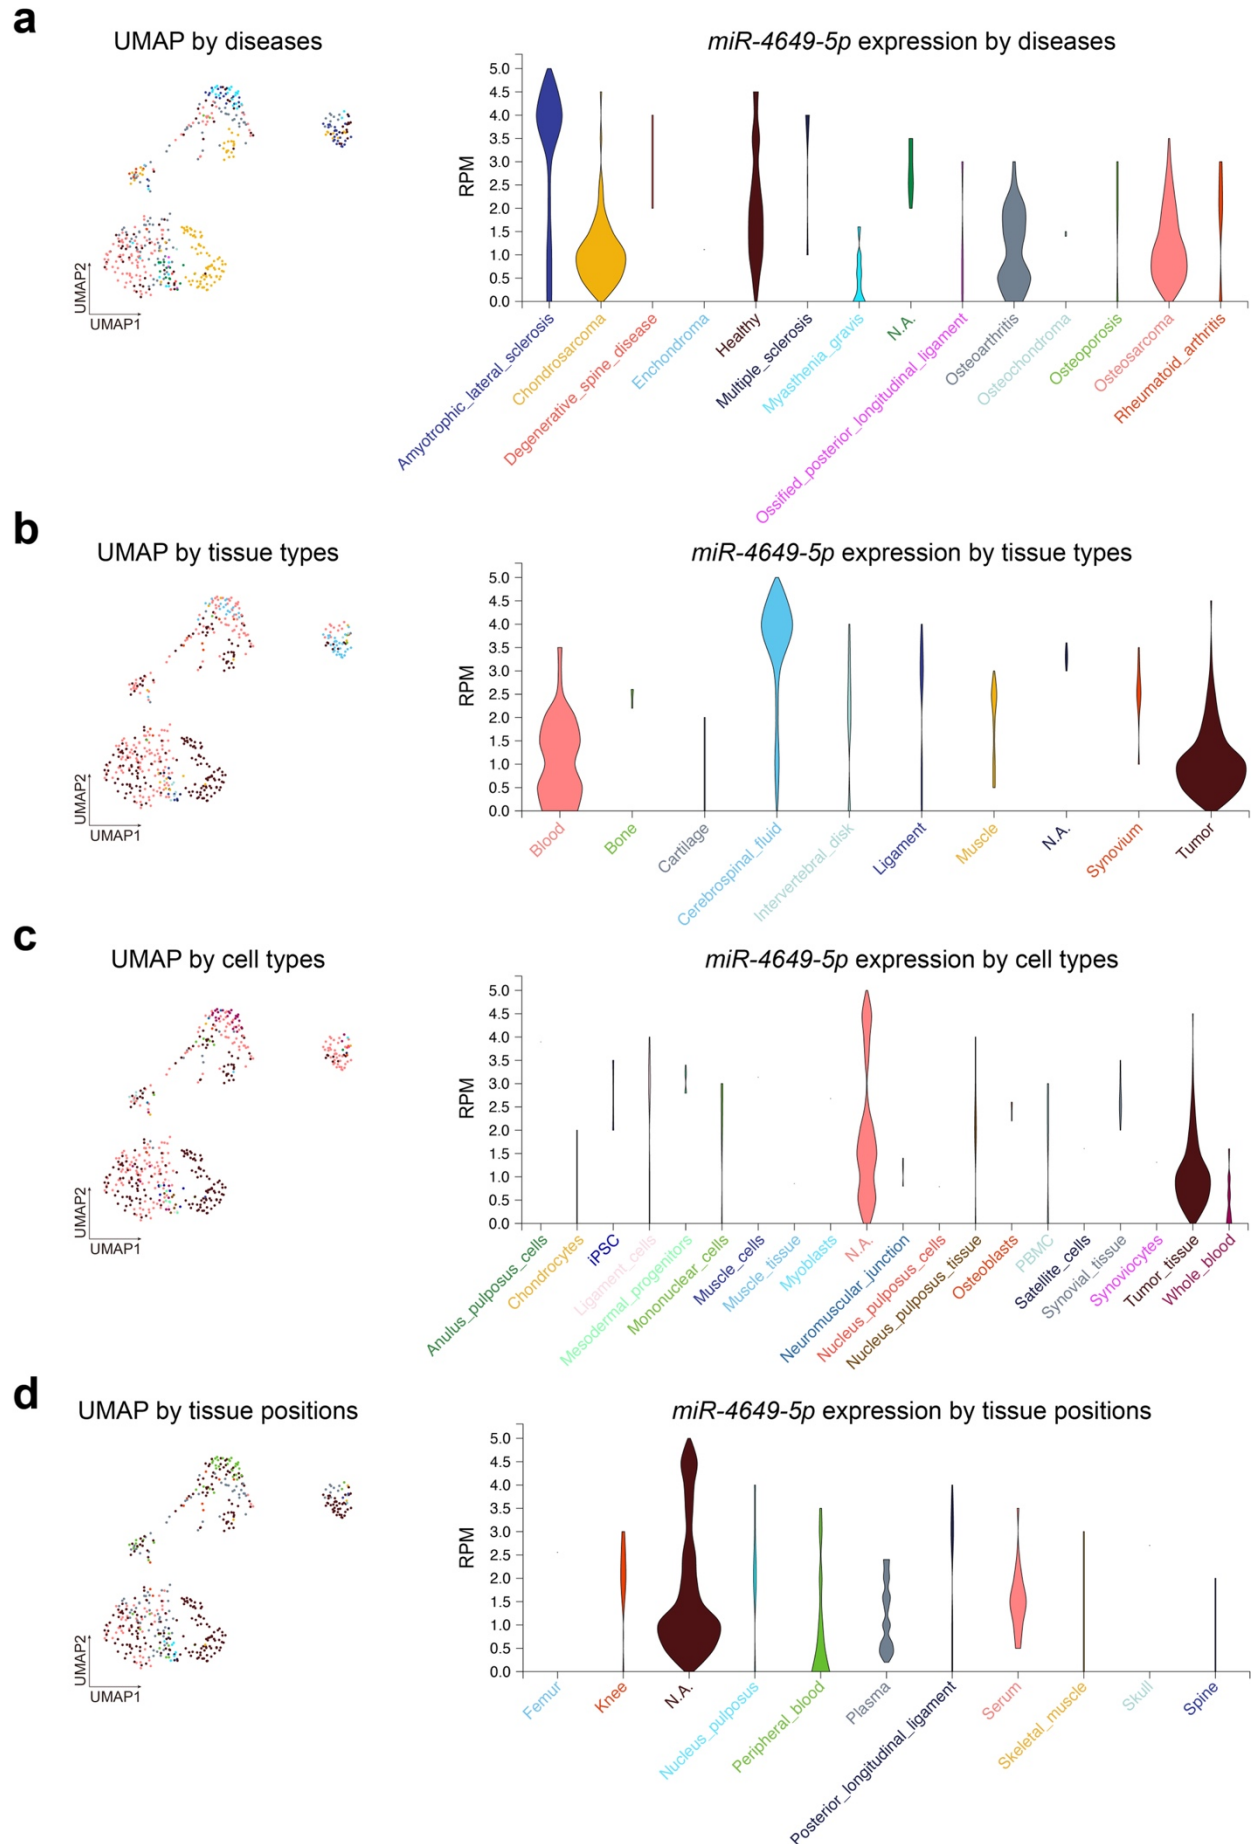 a
UMAP by diseases
UMAP2
UMAP1
miR-4649-5p expression by diseases
RPM
5.0
4.5
4.0
3.5
3.0
2.5
2.0
1.5
1.0
0.5
0.0
Amyotrophic_lateral_sclerosis
Chondrosarcoma
Degenerative_spine_disease
Enchondroma
Healthy
Multiple_sclerosis
Myasthenia_gravis
N.A.
Ossified_posterior_longitudinal_ligament
Osteoarthritis
Osteochondroma
Osteoporosis
Osteosarcoma
Rheumatoid_arthritis
b
UMAP by tissue types
UMAP2
UMAP1
miR-4649-5p expression by tissue types
RPM
5.0
4.5
4.0
3.5
3.0
2.5
2.0
1.5
1.0
0.5
0.0
Blood
Bone
Cartilage
Cerebrospinal_fluid
Intervertebral_disk
Ligament
Muscle
N.A.
Synovium
Tumor
c
UMAP by cell types
UMAP2
UMAP1
miR-4649-5p expression by cell types
RPM
5.0
4.5
4.0
3.5
3.0
2.5
2.0
1.5
1.0
0.5
0.0
Anulus_pulposus_cells
Chondrocytes
iPSC
Ligament_cells
Mesodermal_progenitors
Mononuclear_cells
Muscle_cells
Muscle_tissue
Myoblasts
N.A.
Neuromuscular_junction
Nucleus_pulposus_cells
Nucleus_pulposus_tissue
Osteoblasts
PBMC
Satellite_cells
Synovial_tissue
Synoviocytes
Tumor_tissue
Whole_blood
d
UMAP by tissue positions
UMAP2
UMAP1
miR-4649-5p expression by tissue positions
RPM
5.0
4.5
4.0
3.5
3.0
2.5
2.0
1.5
1.0
0.5
0.0
Femur
Knee
N.A.
Nucleus_pulposus
Peripheral_blood
Plasma
Posterior_longitudinal_ligament
Serum
Skeletal_muscle
Skull
Spine